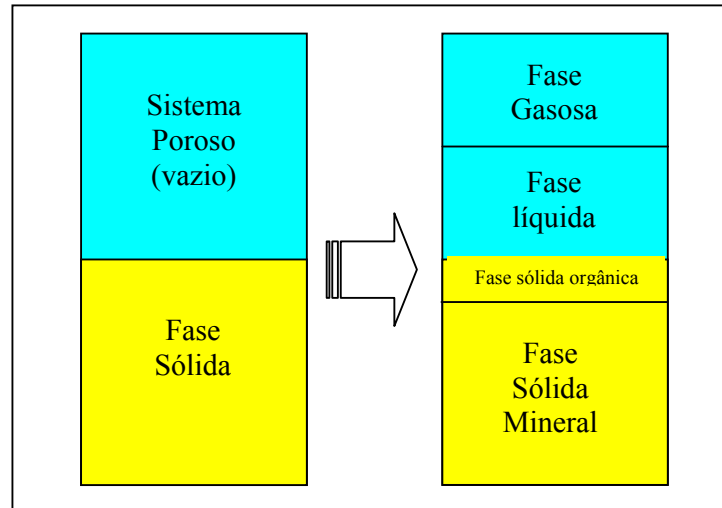 Sistema
Poroso
(vazio)
Fase
Sólida
Fase
Gasosa
Fase
líquida
Fase sólida orgânica
Fase
Sólida
Mineral